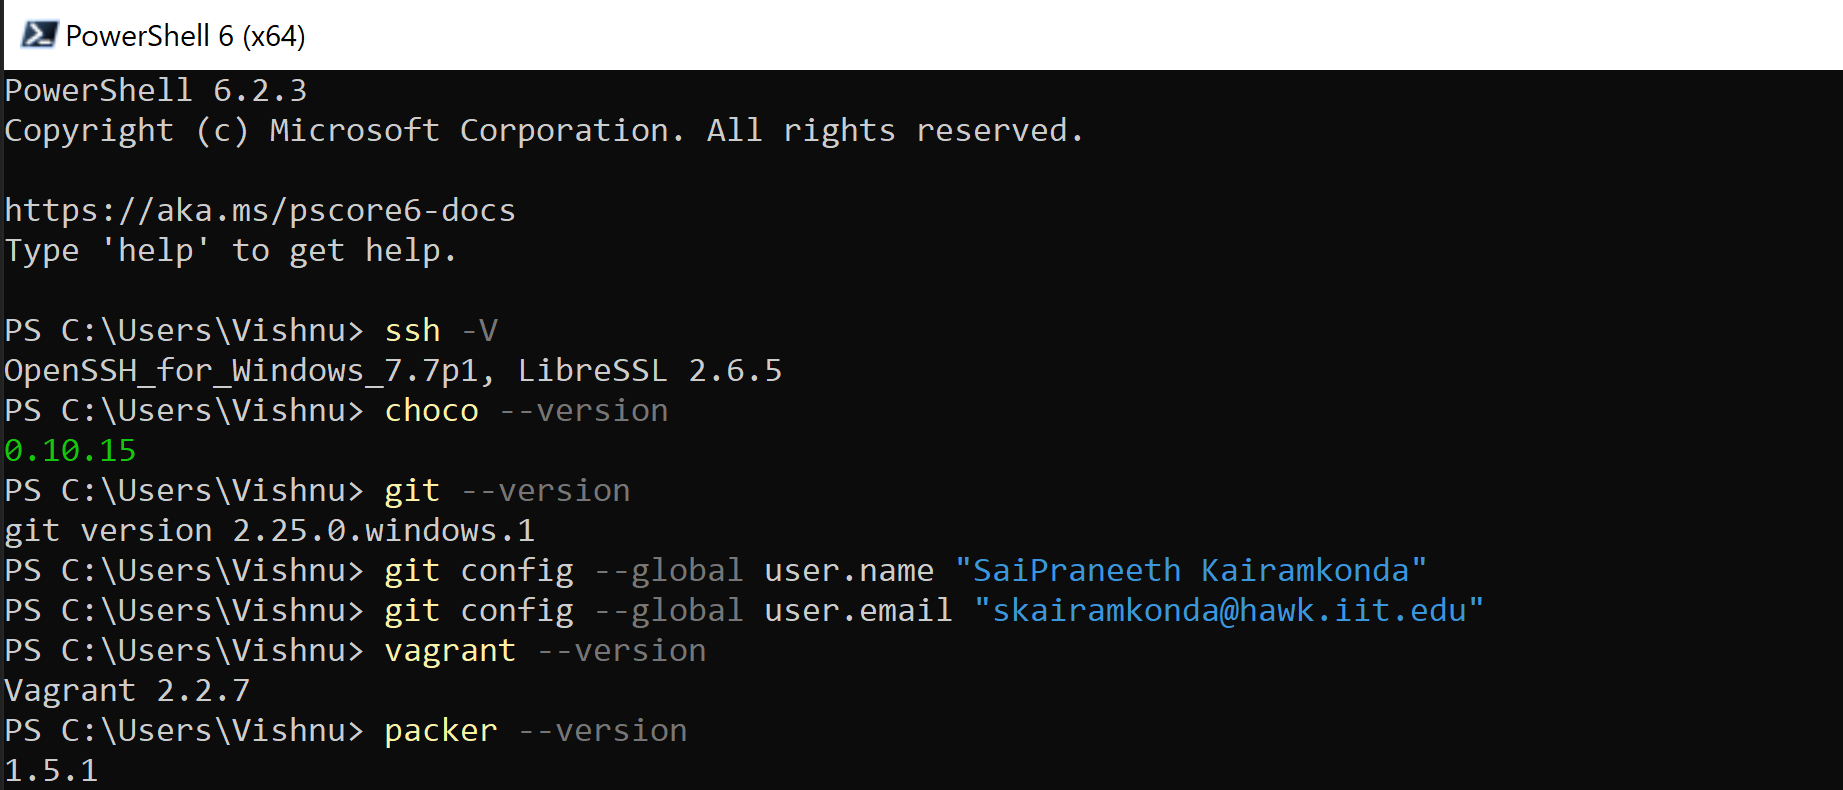 PowerShell 6 (x64)
PowerShell 6.2.3
Copyright (c) Microsoft Corporation. All rights reserved.
https://aka.ms/pscore6-docs
Type 'help' to get help.
PS C:\Users\Vishnu> ssh -V
OpenSSH_for_Windows_7.7p1, LibreSSL 2.6.5
PS C:\Users\Vishnu> choco --version
0.10.15
PS C:\Users\Vishnu> git --version
git version 2.25.0.windows.1
PS C:\Users\Vishnu> git config --global user.name "SaiPraneeth Kairamkonda"
PS C:\Users\Vishnu> git config --global user.email "skairamkonda@hawk.iit.edu"
PS C:\Users\Vishnu> vagrant --version
Vagrant 2.2.7
PS C:\Users\Vishnu> packer --version
1.5.1